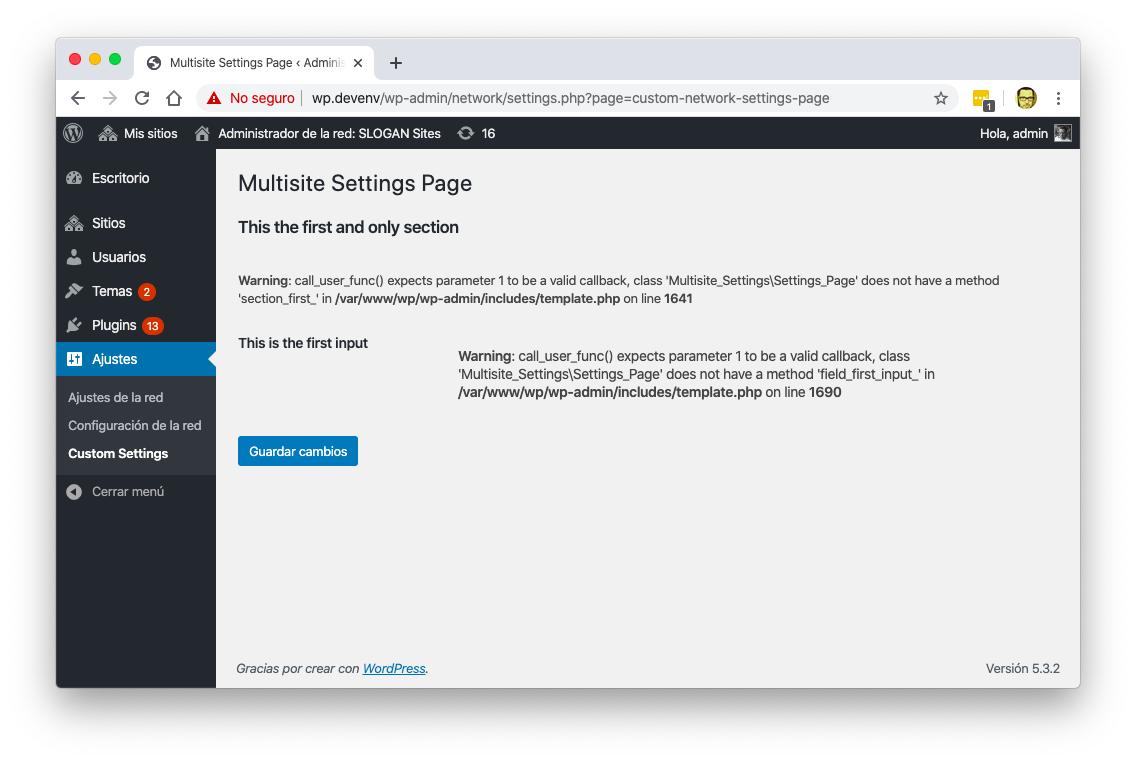 Multisite Settings Page ‹ Adminis
No seguro wp.devenv/wp-admin/network/settings.php?page=custom-network-settings-page
1
Mis sitios Administrador de la red: SLOGAN Sites 16 Hola, admin
Escritorio
Sitios
Usuarios
Temas 2
Plugins 13
Ajustes
Ajustes de la red
Configuración de la red
Custom Settings
Cerrar menú
Multisite Settings Page
This the first and only section
Warning: call_user_func() expects parameter 1 to be a valid callback, class 'Multisite_Settings\Settings_Page' does not have a method
'section_first_' in /var/www/wp/wp-admin/includes/template.php on line 1641
This is the first input
Warning: call_user_func() expects parameter 1 to be a valid callback, class
'Multisite_Settings\Settings_Page' does not have a method 'field_first_input_' in
/var/www/wp/wp-admin/includes/template.php on line 1690
Guardar cambios
Gracias por crear con WordPress. Versión 5.3.2